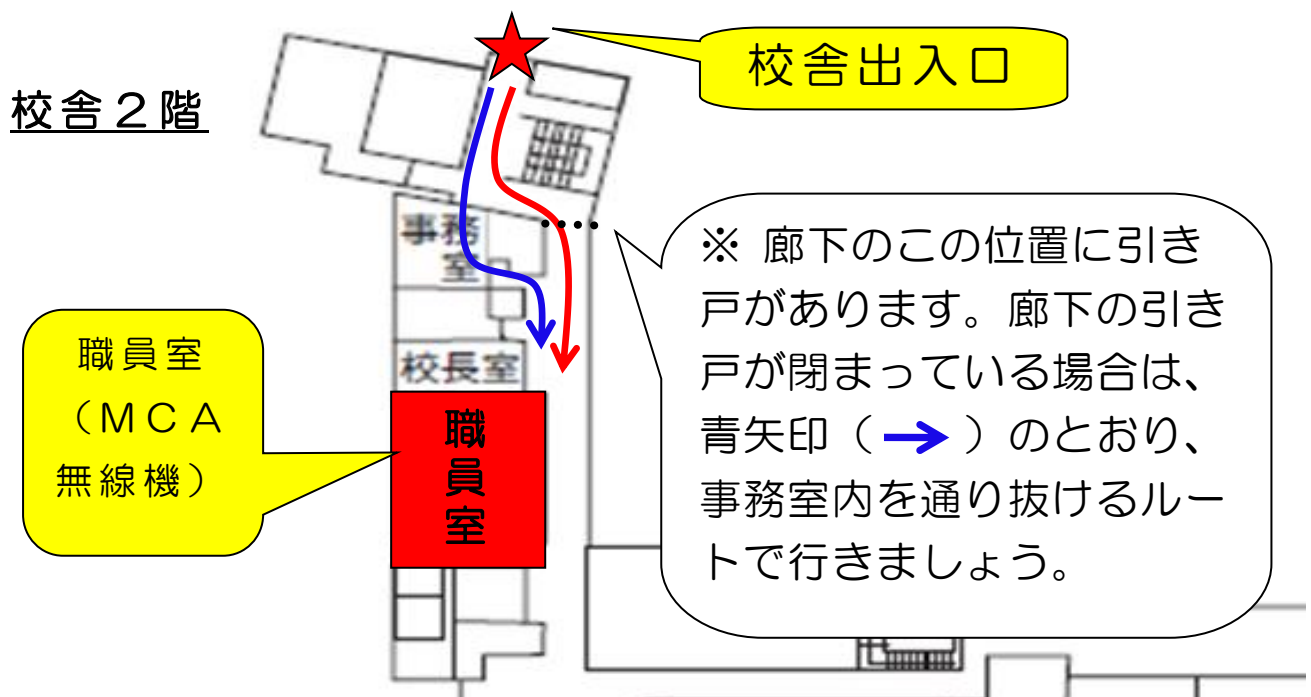 校舎出入口
校舎２階
※ 廊下のこの位置に引き
戸があります。廊下の引き
戸が閉まっている場合は、
青矢印（→）のとおり、
事務室内を通り抜けるルー
トで行きましょう。
事務
室
校長室
職員室
（ＭＣＡ
無線機）
職
員
室